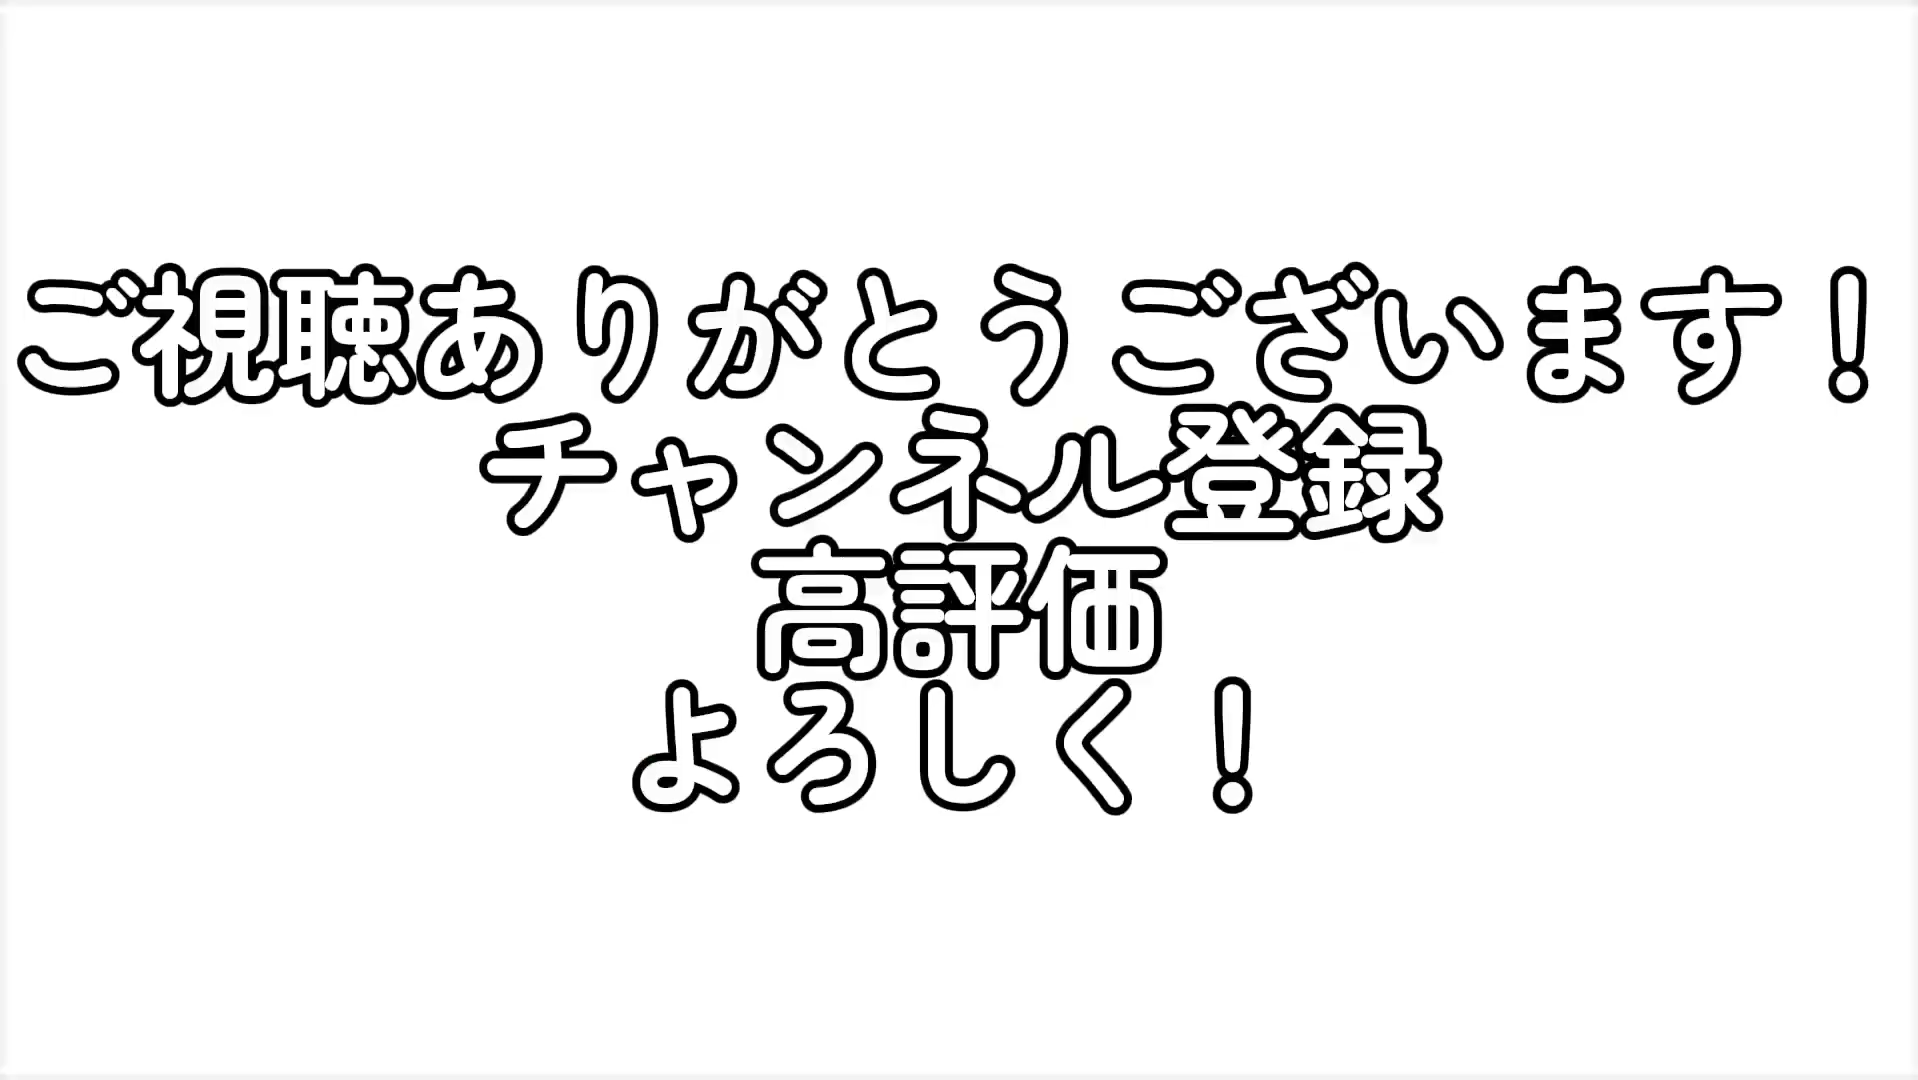 ご視聴ありがとうございます！
チャンネル登録
高評価
よろしく！